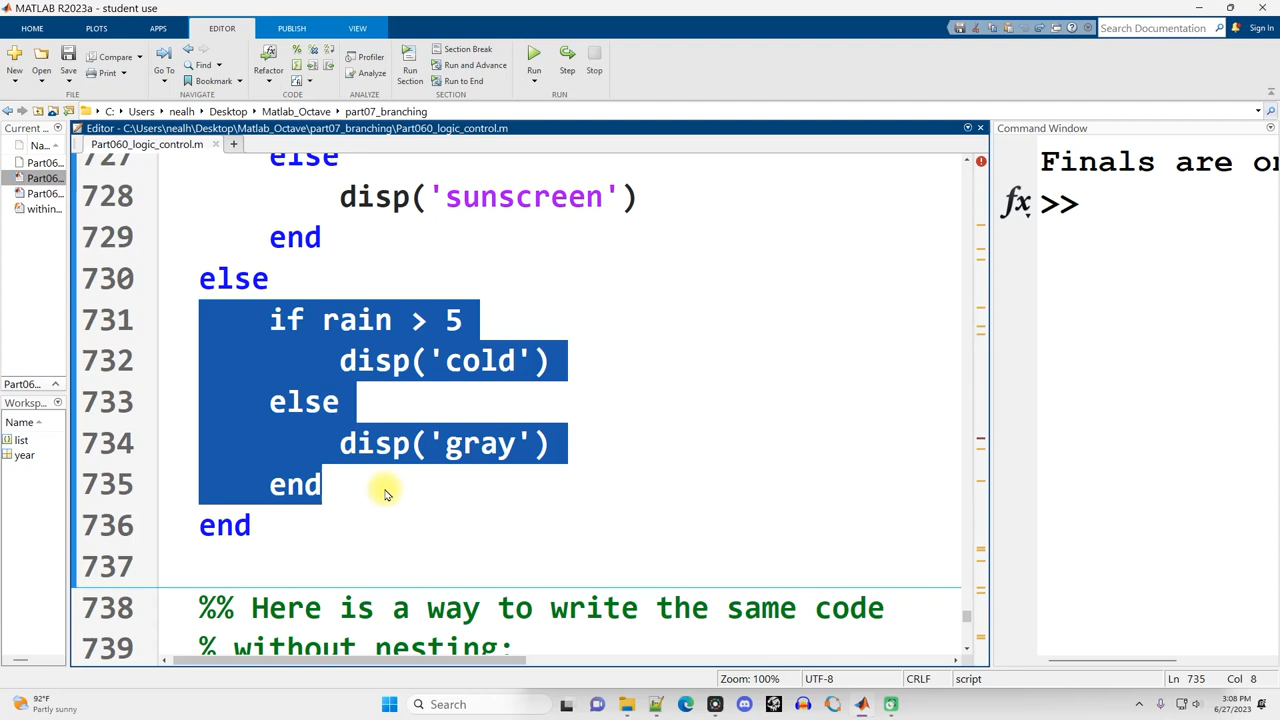 MATLAB R2023a - student use
HOME PLOTS APPS EDITOR PUBLISH VIEW
Search Documentation
Sign In
New Open Save Compare Print
Go To Find Bookmark
Refactor
Profiler Analyze
Run Section
Section Break
Run and Advance
Run to End
Run Step Stop
FILE NAVIGATE CODE ANALYZE SECTION RUN
C: Users nealh Desktop Matlab_Octave part07_branching
Current ...
Editor - C:\Users\nealh\Desktop\Matlab_Octave\part07_branching\Part060_logic_control.m
Command Window
Part060_logic_control.m
Na...
Part06...
Part06...
Part06...
within...
Part06...
Worksp...
Name
list
year
727 else
728 disp('sunscreen')
729 end
730 else
731 if rain > 5
732 disp('cold')
733 else
734 disp('gray')
735 end
736 end
737
738 %% Here is a way to write the same code
739 % without nesting:
Finals are on
fx >>
Zoom: 100% UTF-8 CRLF script Ln 735 Col 8
92°F
Partly sunny
Search
3:08 PM
6/27/2023